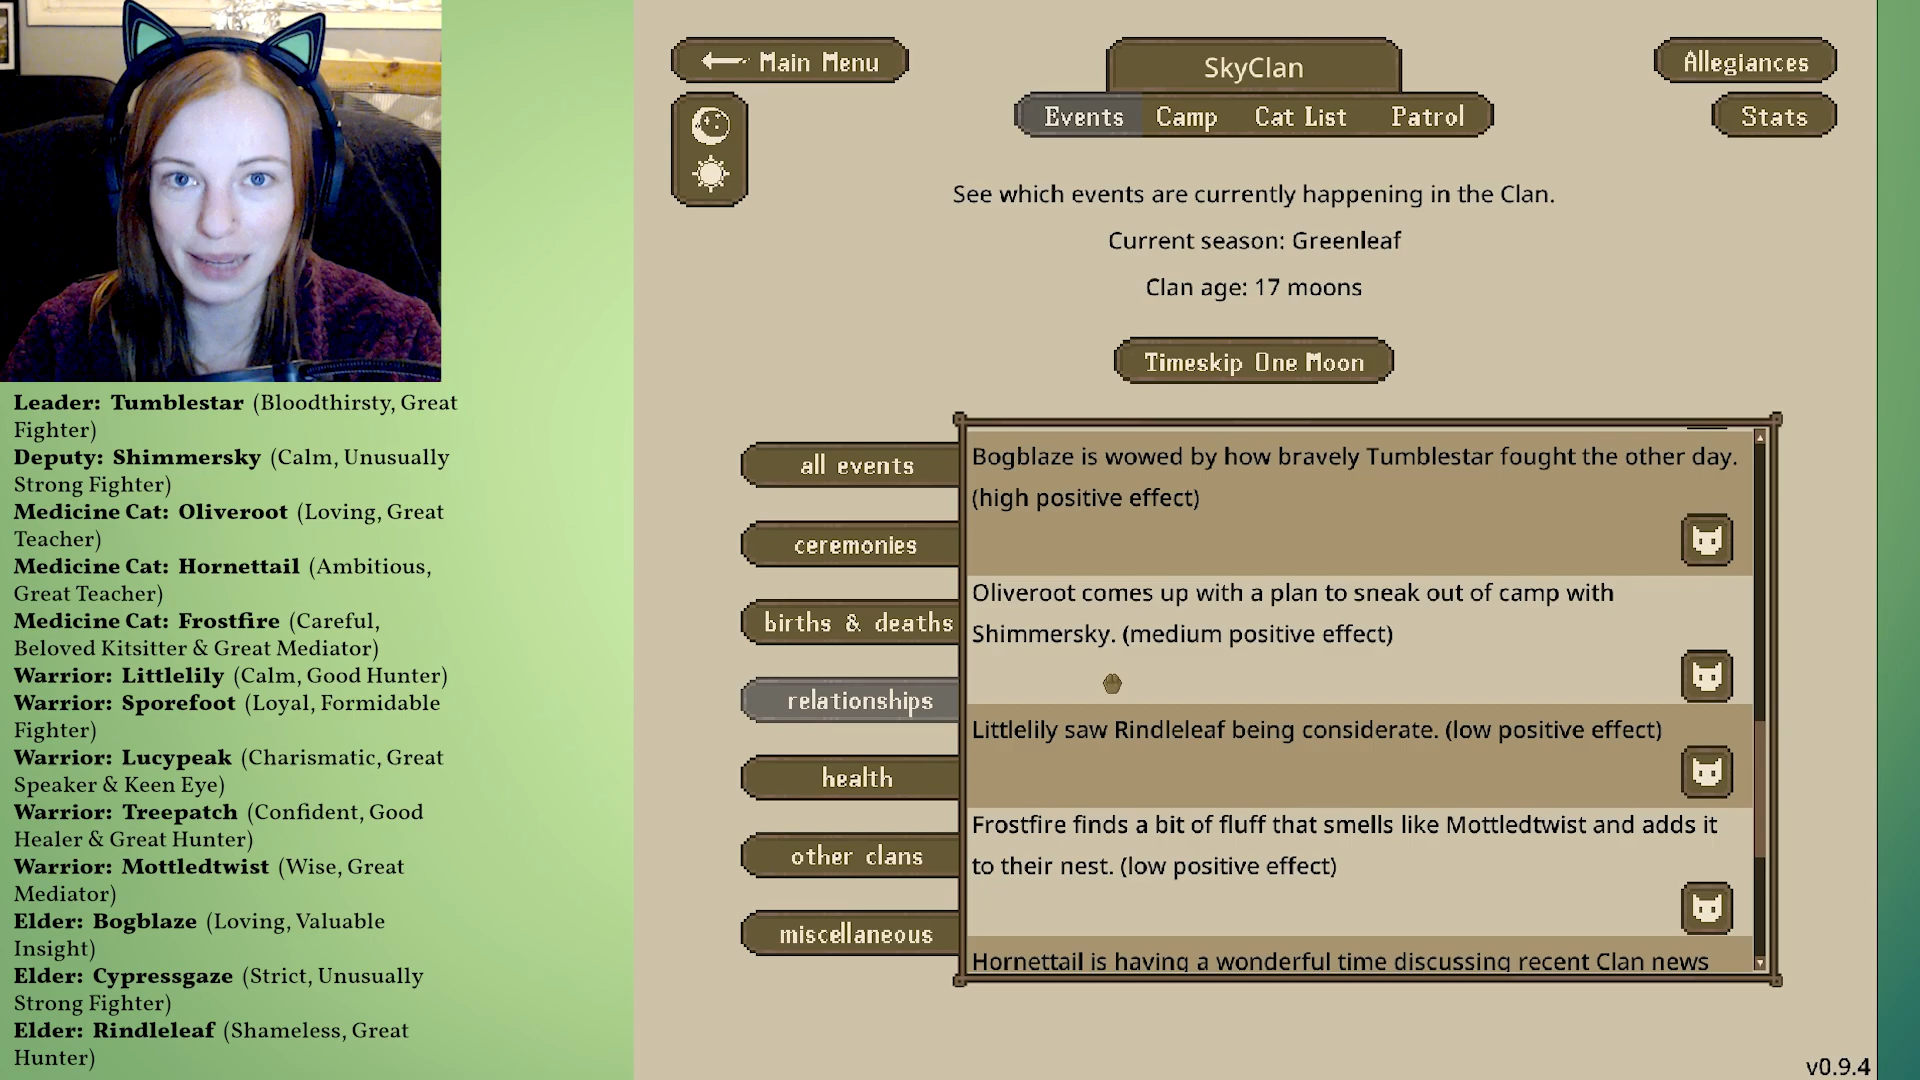 Main Menu
SkyClan
Allegiances
Events
Camp
Cat List
Patrol
Stats
See which events are currently happening in the Clan.
Current season: Greenleaf
Clan age: 17 moons
Timeskip One Moon
all events
ceremonies
births & deaths
relationships
health
other clans
miscellaneous
Bogblaze is wowed by how bravely Tumblestar fought the other day.
(high positive effect)
Oliveroot comes up with a plan to sneak out of camp with
Shimmersky. (medium positive effect)
Littlelily saw Rindleleaf being considerate. (low positive effect)
Frostfire finds a bit of fluff that smells like Mottledtwist and adds it
to their nest. (low positive effect)
Hornettail is having a wonderful time discussing recent Clan news
Leader: Tumblestar (Bloodthirsty, Great
Fighter)
Deputy: Shimmersky (Calm, Unusually
Strong Fighter)
Medicine Cat: Oliveroot (Loving, Great
Teacher)
Medicine Cat: Hornettail (Ambitious,
Great Teacher)
Medicine Cat: Frostfire (Careful,
Beloved Kitsitter & Great Mediator)
Warrior: Littlelily (Calm, Good Hunter)
Warrior: Sporefoot (Loyal, Formidable
Fighter)
Warrior: Lucypeak (Charismatic, Great
Speaker & Keen Eye)
Warrior: Treepatch (Confident, Good
Healer & Great Hunter)
Warrior: Mottledtwist (Wise, Great
Mediator)
Elder: Bogblaze (Loving, Valuable
Insight)
Elder: Cypressgaze (Strict, Unusually
Strong Fighter)
Elder: Rindleleaf (Shameless, Great
Hunter)
v0.9.4